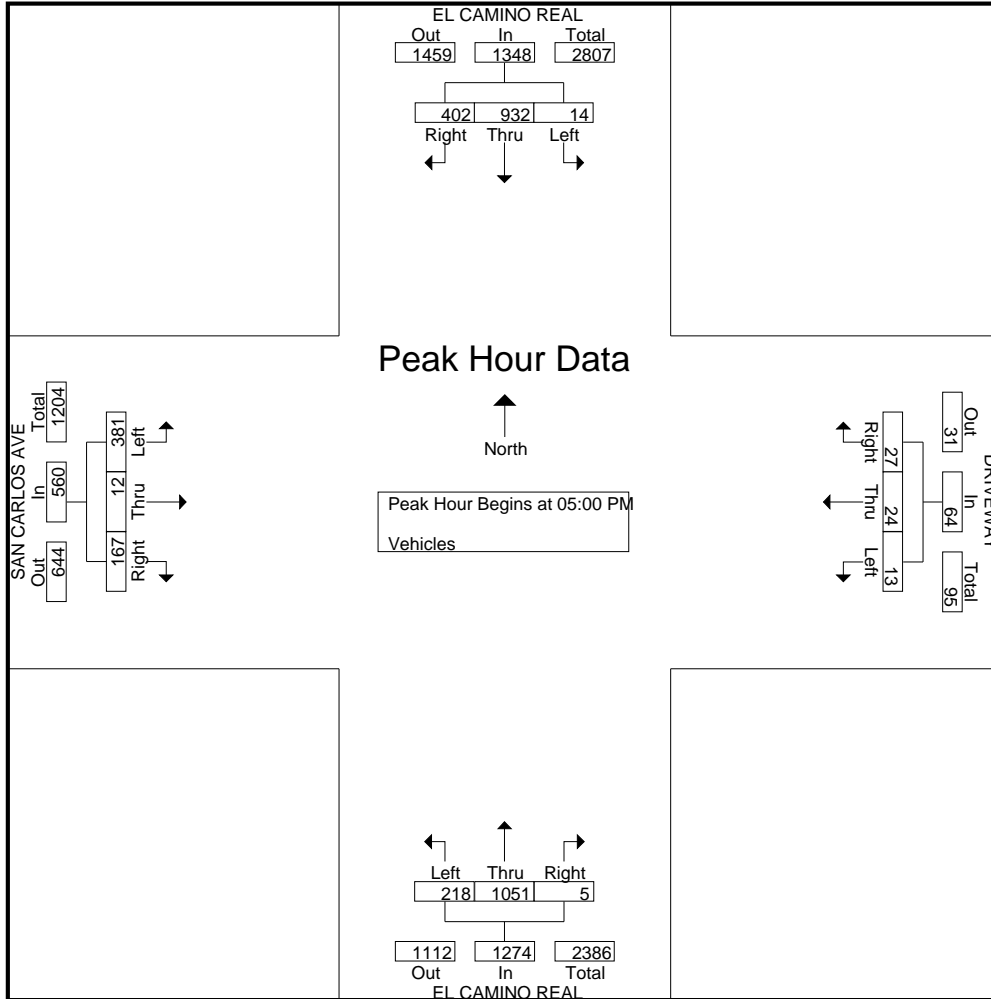 EL CAMINO REAL
Out In Total
1459 1348 2807
402 932 14
Right Thru Left
Peak Hour Data
North
Peak Hour Begins at 05:00 PM
Vehicles
SAN CARLOS AVE
Out In Total
644 560 1204
167 12 381
Right Thru Left
DRIVEWAY
Out In Total
31 64 95
27 24 13
Right Thru Left
Left Thru Right
218 1051 5
1112 1274 2386
Out In Total
EL CAMINO REAL